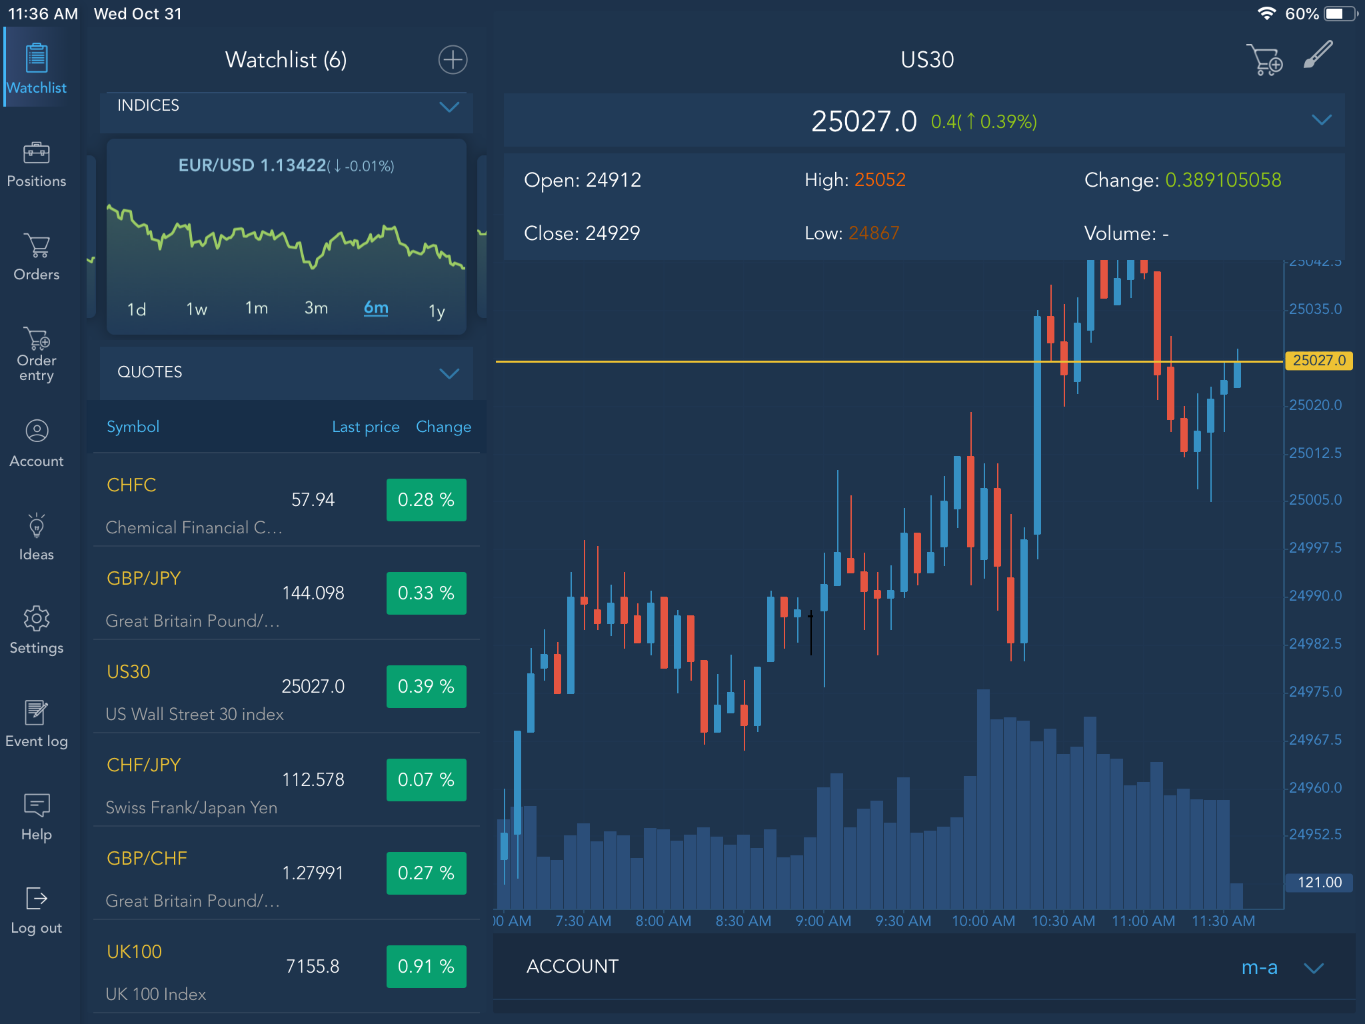 11:36 AM Wed Oct 31
60%
Watchlist
Positions
Orders
Order
entry
Account
Ideas
Settings
Event log
Help
Log out
Watchlist (6)
INDICES
EUR/USD 1.13422(↓ -0.01%)
1d 1w 1m 3m 6m 1y
QUOTES
Symbol Last price Change
CHFC 57.94 0.28 %
Chemical Financial C...
GBP/JPY 144.098 0.33 %
Great Britain Pound/...
US30 25027.0 0.39 %
US Wall Street 30 index
CHF/JPY 112.578 0.07 %
Swiss Frank/Japan Yen
GBP/CHF 1.27991 0.27 %
Great Britain Pound/...
UK100 7155.8 0.91 %
UK 100 Index
US30
25027.0 0.4(↑ 0.39%)
Open: 24912 High: 25052 Change: 0.389105058
Close: 24929 Low: 24867 Volume: -
25042.5
25035.0
25027.0
25020.0
25012.5
25005.0
24997.5
24990.0
24982.5
24975.0
24967.5
24960.0
24952.5
121.00
00 AM 7:30 AM 8:00 AM 8:30 AM 9:00 AM 9:30 AM 10:00 AM 10:30 AM 11:00 AM 11:30 AM
ACCOUNT m-a